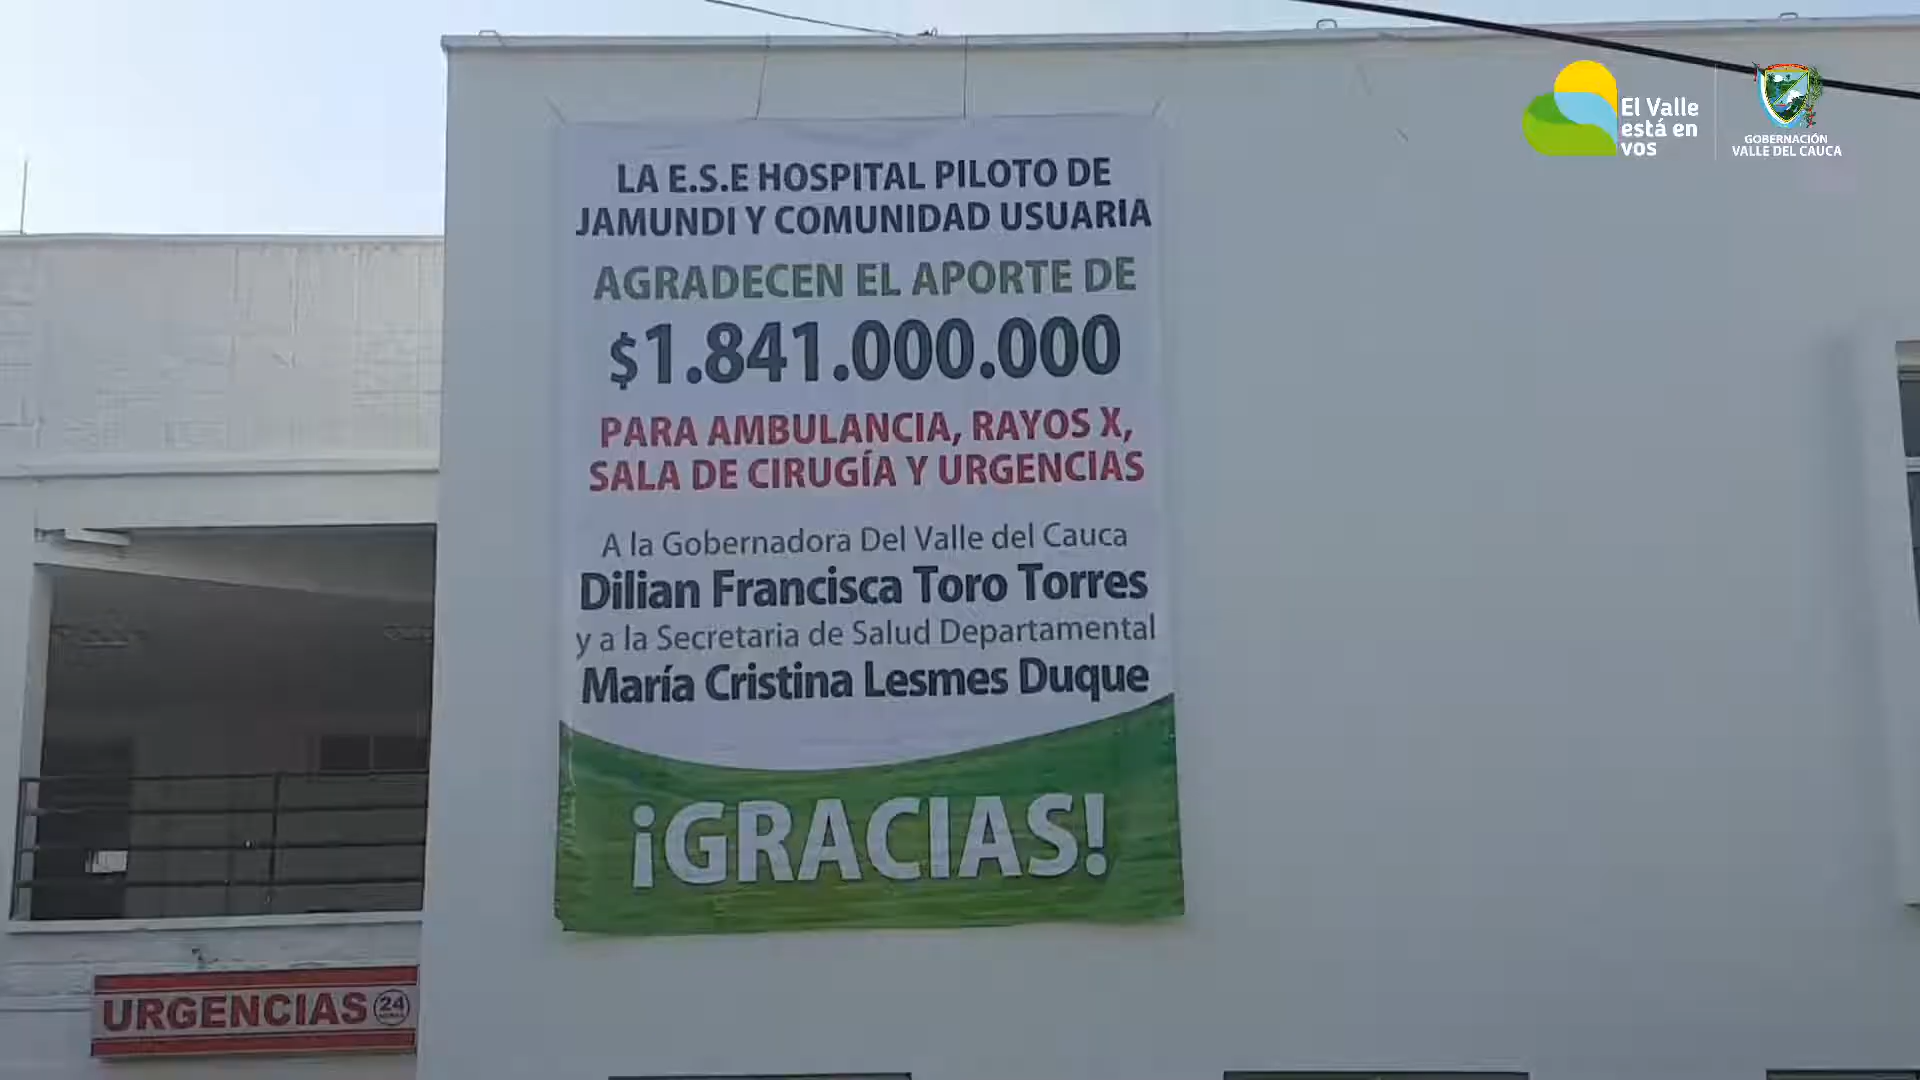 El Valle
está en
vos
GOBERNACIÓN
VALLE DEL CAUCA
LA E.S.E HOSPITAL PILOTO DE
JAMUNDI Y COMUNIDAD USUARIA
AGRADECEN EL APORTE DE
$1.841.000.000
PARA AMBULANCIA, RAYOS X,
SALA DE CIRUGÍA Y URGENCIAS
A la Gobernadora Del Valle del Cauca
Dilian Francisca Toro Torres
y a la Secretaria de Salud Departamental
María Cristina Lesmes Duque
¡GRACIAS!
URGENCIAS 24